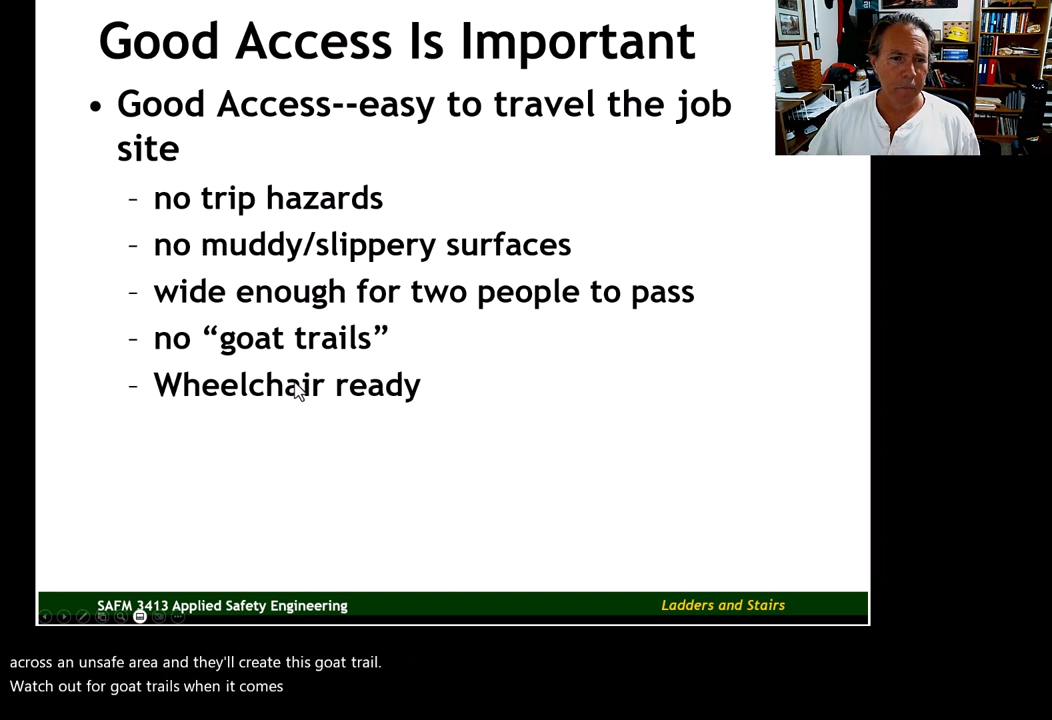 Good Access Is Important
• Good Access--easy to travel the job
site
- no trip hazards
- no muddy/slippery surfaces
- wide enough for two people to pass
- no “goat trails”
- Wheelchair ready
SAFM 3413 Applied Safety Engineering
Ladders and Stairs
across an unsafe area and they'll create this goat trail.
Watch out for goat trails when it comes